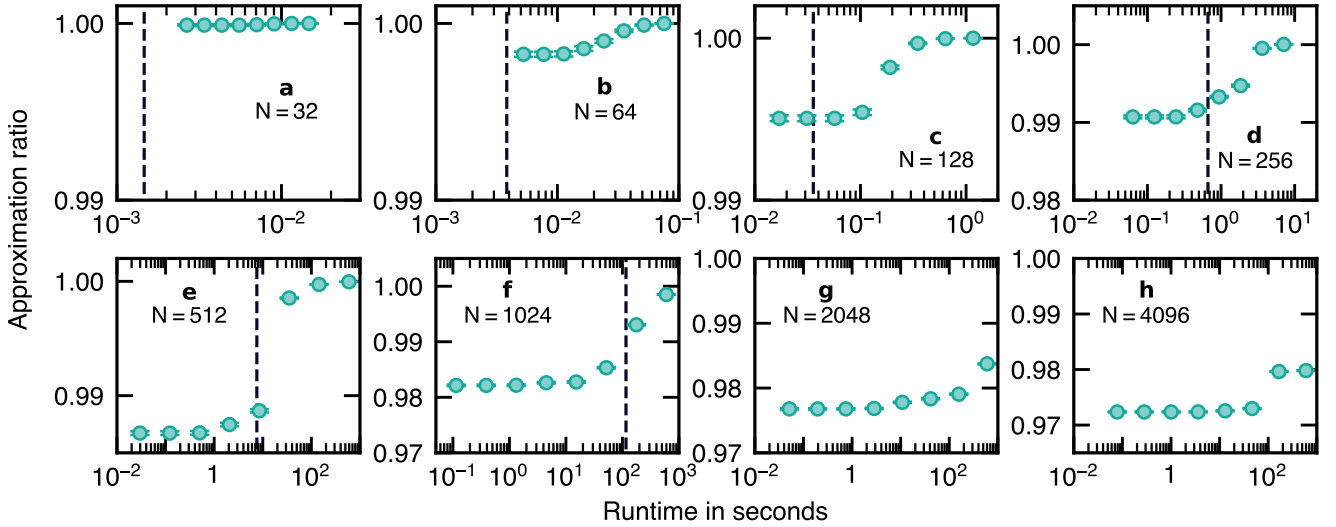 Approximation ratio
1.00
0.99
10⁻³
10⁻²
a
N = 32
1.00
0.99
10⁻³
10⁻²
10⁻¹
b
N = 64
1.00
0.99
10⁻²
10⁻¹
10⁰
c
N = 128
1.00
0.99
0.98
10⁻²
10⁰
10¹
d
N = 256
1.00
0.99
10⁻²
1
10²
e
N = 512
1.00
0.99
0.98
0.97
10⁻¹
10⁰
10¹
10²
10³
f
N = 1024
1.00
0.99
0.98
0.97
10⁻²
1
10²
g
N = 2048
1.00
0.99
0.98
0.97
10⁻²
1
10²
h
N = 4096
Runtime in seconds